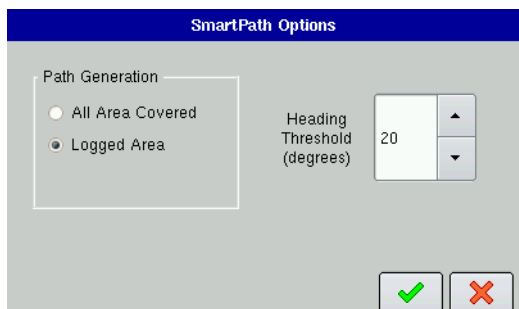 SmartPath Options
Path Generation
All Area Covered
Logged Area
Heading
Threshold
(degrees)
20